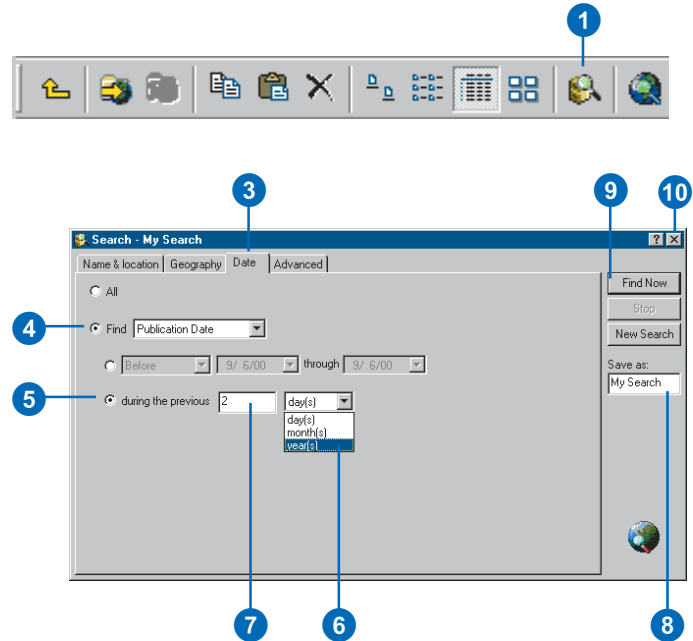 1
3
9
10
Search - My Search
Name & location
Geography
Date
Advanced
All
Find Now
Stop
4
Find
Publication Date
New Search
Before
9/ 6/00
through
9/ 6/00
Save as:
My Search
5
during the previous
2
day(s)
day(s)
month(s)
year(s)
7
6
8